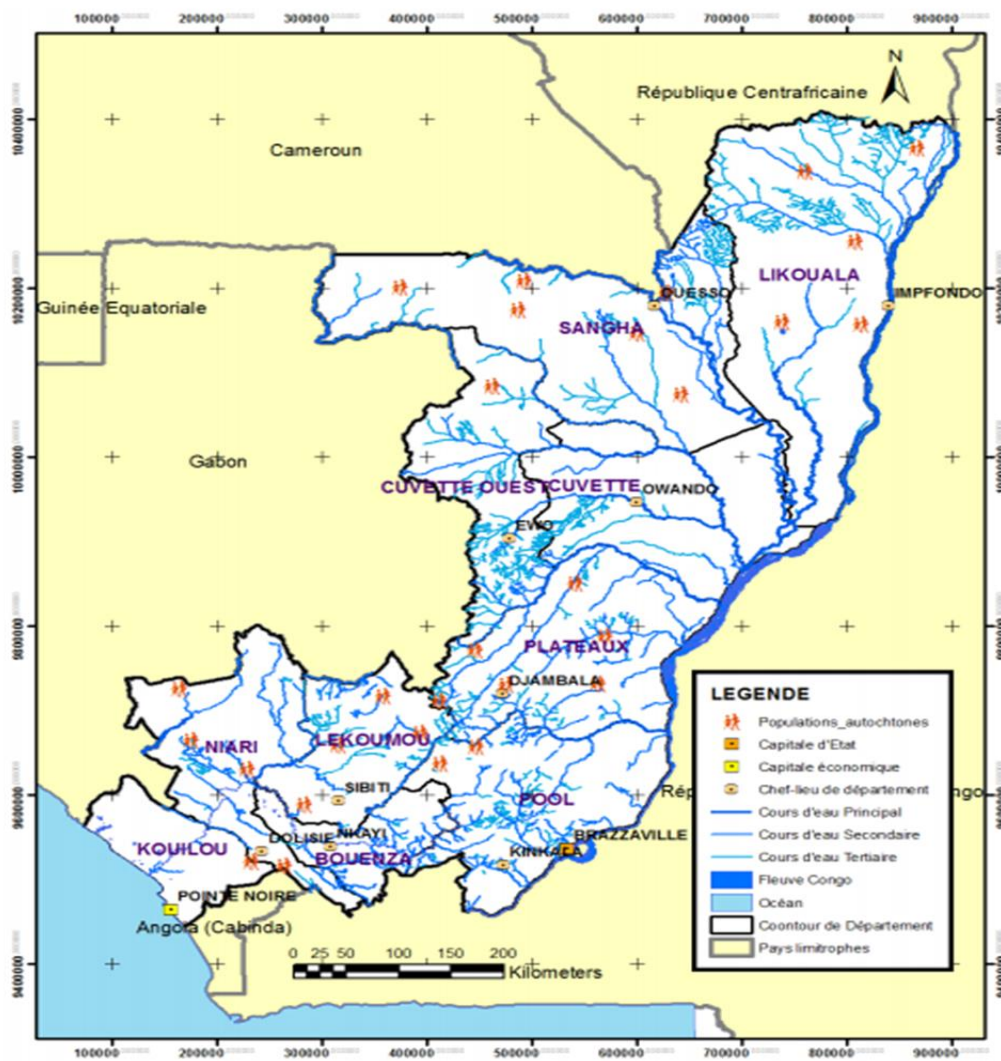 100000 200000 300000 400000 500000 600000 700000 800000 900000
N
République Centrafricaine
Cameroun
10400000
LIKOUALA
10200000
Guinée Equatoriale
OUESSO
IMPFONDO
SANGHA
10000000
Gabon
CUVETTE OUEST
CUVETTE
OWANDO
EWO
9800000
PLATEAUX
DJAMBALA
NIARI
LEKOUMOU
SIBITI
POOL
9600000
KOUILOU
DOLISIE
NKAYI
BOUENZA
KINKALA
BRAZZAVILLE
POINTE NOIRE
Angola (Cabinda)
0 25 50 100 150 200
Kilometers
9400000
LEGENDE
Populations_autochtones
Capitale d'Etat
Capitale économique
Chef-lieu de département
Cours d'eau Principal
Cours d'eau Secondaire
Cours d'eau Tertiaire
Fleuve Congo
Océan
Coontour de Département
Pays limitrophes
100000 200000 300000 400000 500000 600000 700000 800000 900000